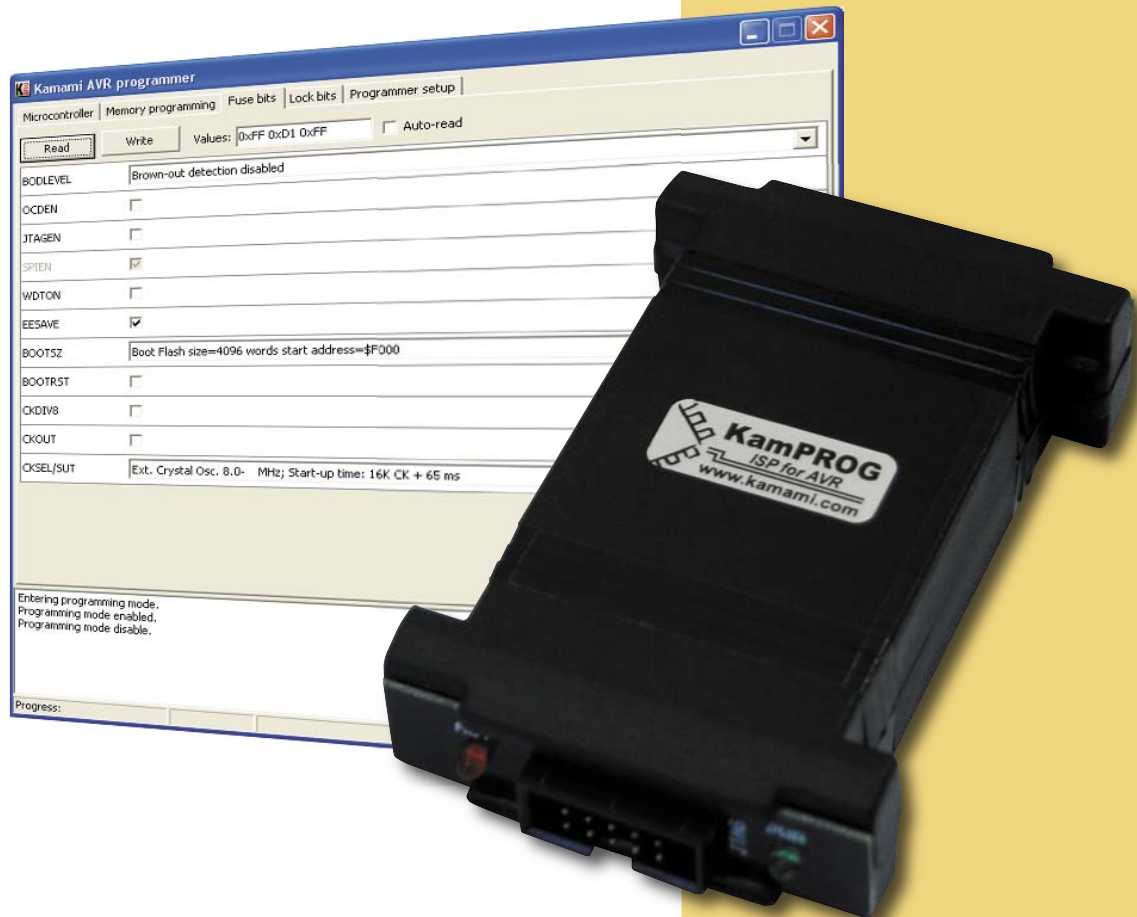 Kamami AVR programmer
Microcontroller Memory programming Fuse bits Lock bits Programmer setup
Read Write Values: 0xFF 0xD1 0xFF Auto-read
BODLEVEL Brown-out detection disabled
OCDEN
JTAGEN
SPIEN
WDTON
EESAVE
BOOTSZ Boot Flash size=4096 words start address=$F000
BOOTRST
CKDIV8
CKOUT
CKSEL/SUT Ext. Crystal Osc. 8.0- MHz; Start-up time: 16K CK + 65 ms
Entering programming mode.
Programming mode enabled.
Programming mode disable.
Progress:
KamPROG
ISP for AVR
www.kamami.com